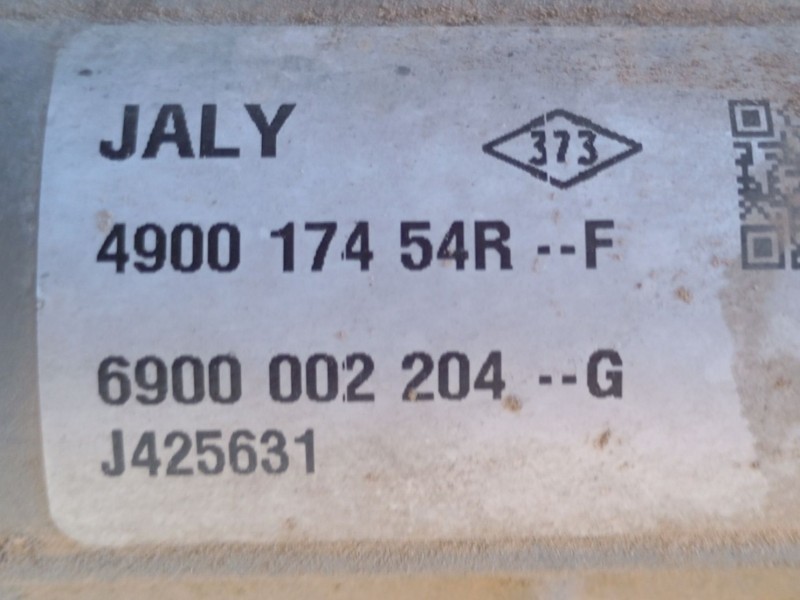 JALY
373
4900 174 54R --F
6900 002 204 --G
J425631